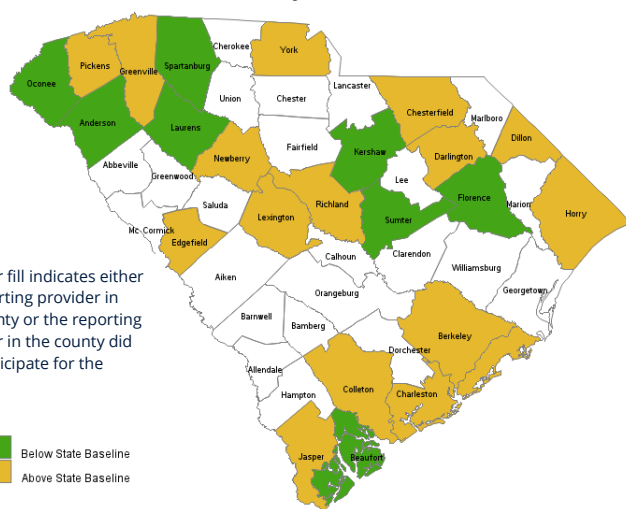 Cherokee
York
Spartanburg
Pickens
Greenville
Oconee
Lancaster
Union
Chester
Chesterfield
Marlboro
Anderson
Laurens
Dillon
Fairfield
Kershaw
Darlington
Newberry
Abbeville
Greenwood
Lee
Florence
Marion
Saluda
Richland
Horry
Lexington
Sumter
Mc Cormick
Edgefield
Calhoun
Clarendon
Williamsburg
Aiken
Orangeburg
Georgetown
r fill indicates either
rting provider in
nty or the reporting
r in the county did
icipate for the
Barnwell
Bamberg
Berkeley
Dorchester
Allendale
Colleton
Charleston
Hampton
Jasper
Beaufort
Below State Baseline
Above State Baseline